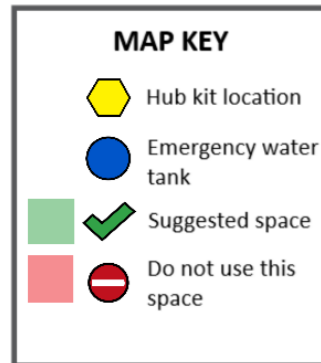 MAP KEY
Hub kit location
Emergency water
tank
Suggested space
Do not use this
space